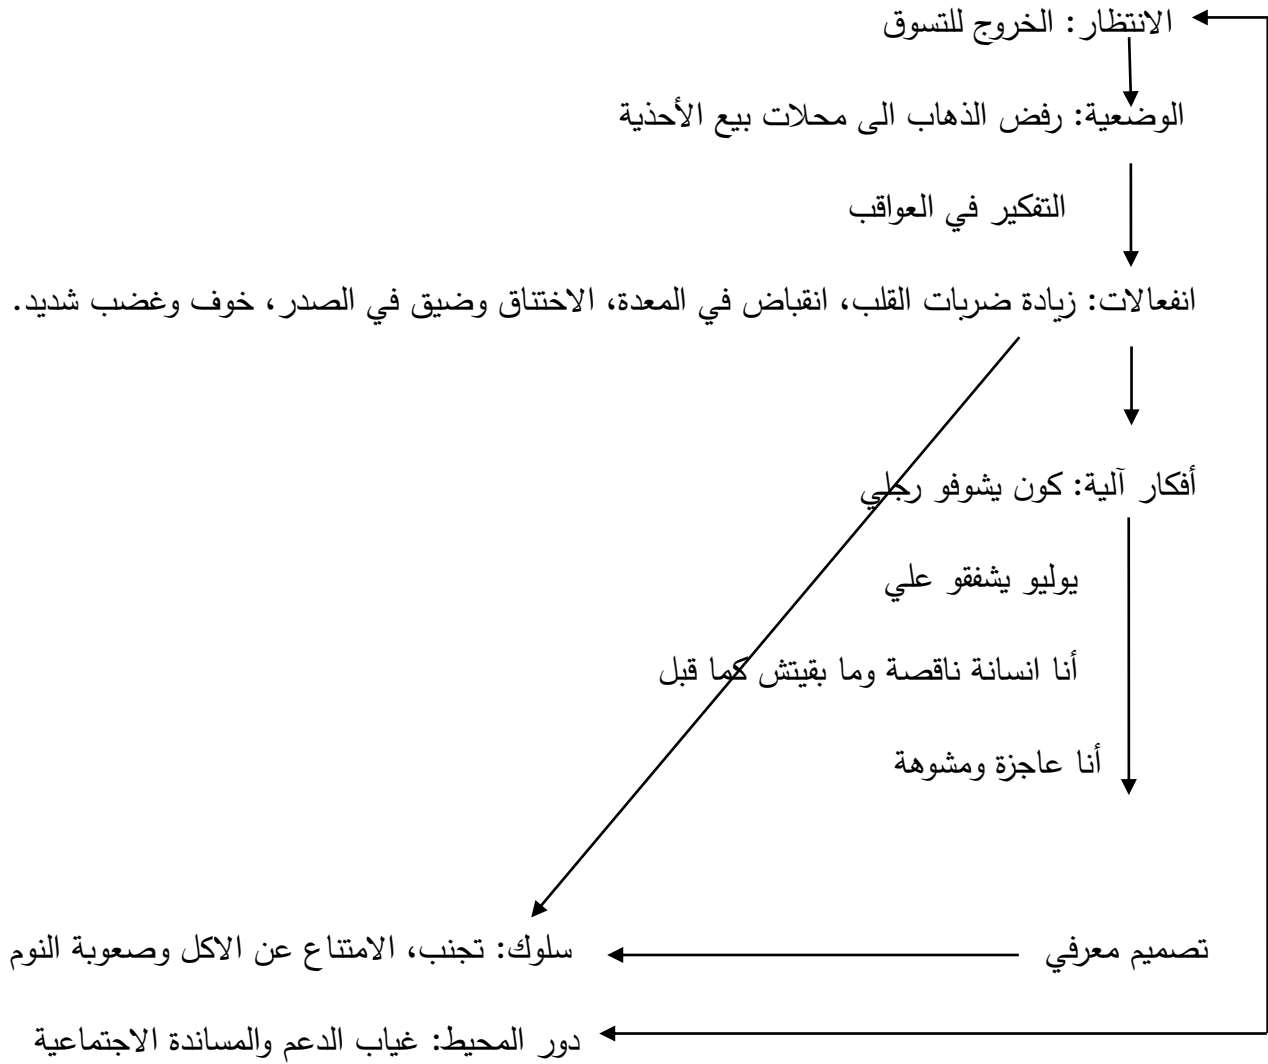 الانتظار: الخروج للتسوق
الوضعية: رفض الذهاب الى محلات بيع الأحذية
التفكير في العواقب
انفعالات: زيادة ضربات القلب، انقباض في المعدة، الاختناق وضيق في الصدر، خوف وغضب شديد.
أفكار آلية: كون يشوفو رجلي
يوليو يشفقو علي
أنا انسانة ناقصة وما بقيتش كما قبل
أنا عاجزة ومشوهة
تصميم معرفي سلوك: تجنب، الامتناع عن الاكل وصعوبة النوم
دور المحيط: غياب الدعم والمساندة الاجتماعية